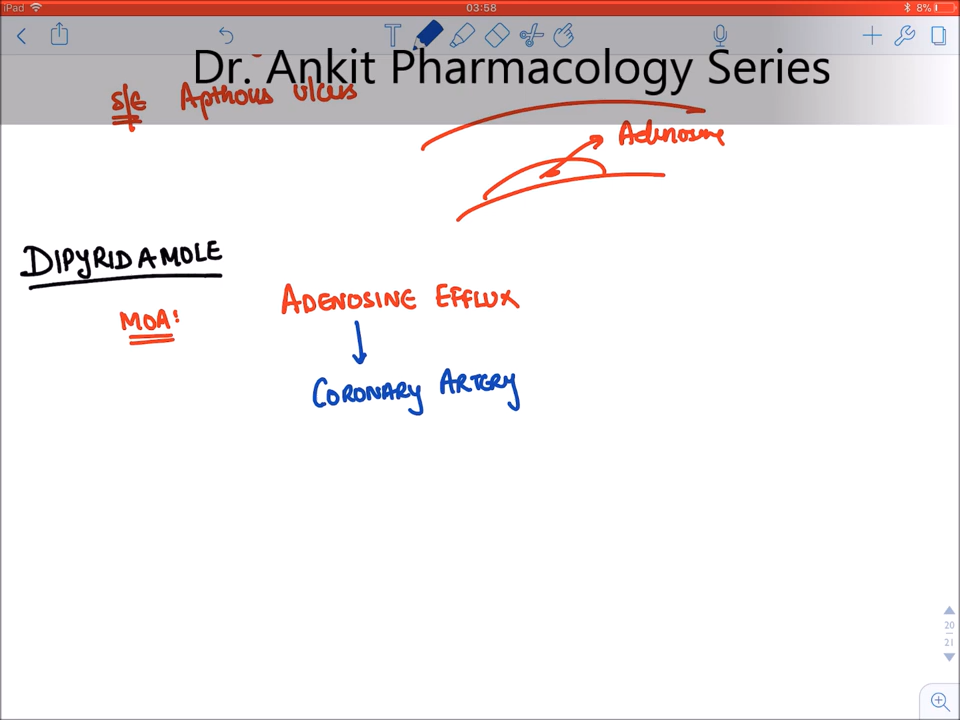 iPad 03:58 8%
Dr. Ankit Pharmacology Series
S/E Apthous ulcers
Adenosine
DIPYRIDAMOLE
MOA: ADENOSINE EFFLUX
CORONARY ARTERY
20
21